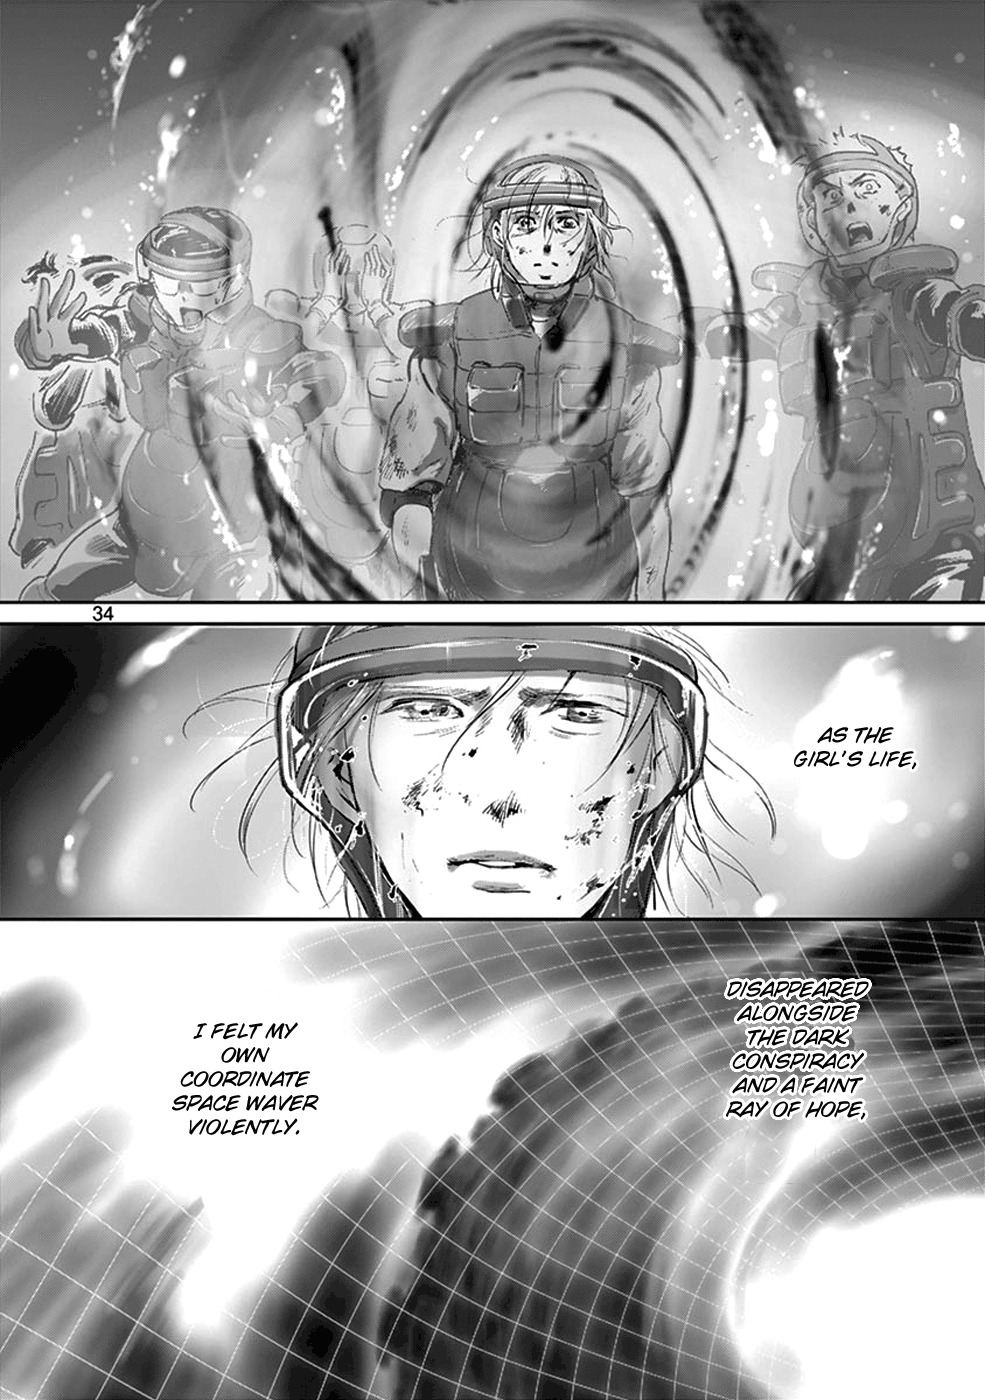 34
AS THE
GIRL'S LIFE,
DISAPPEARED
ALONGSIDE
THE DARK
CONSPIRACY
AND A FAINT
RAY OF HOPE,
I FELT MY
OWN
COORDINATE
SPACE WAVER
VIOLENTLY.